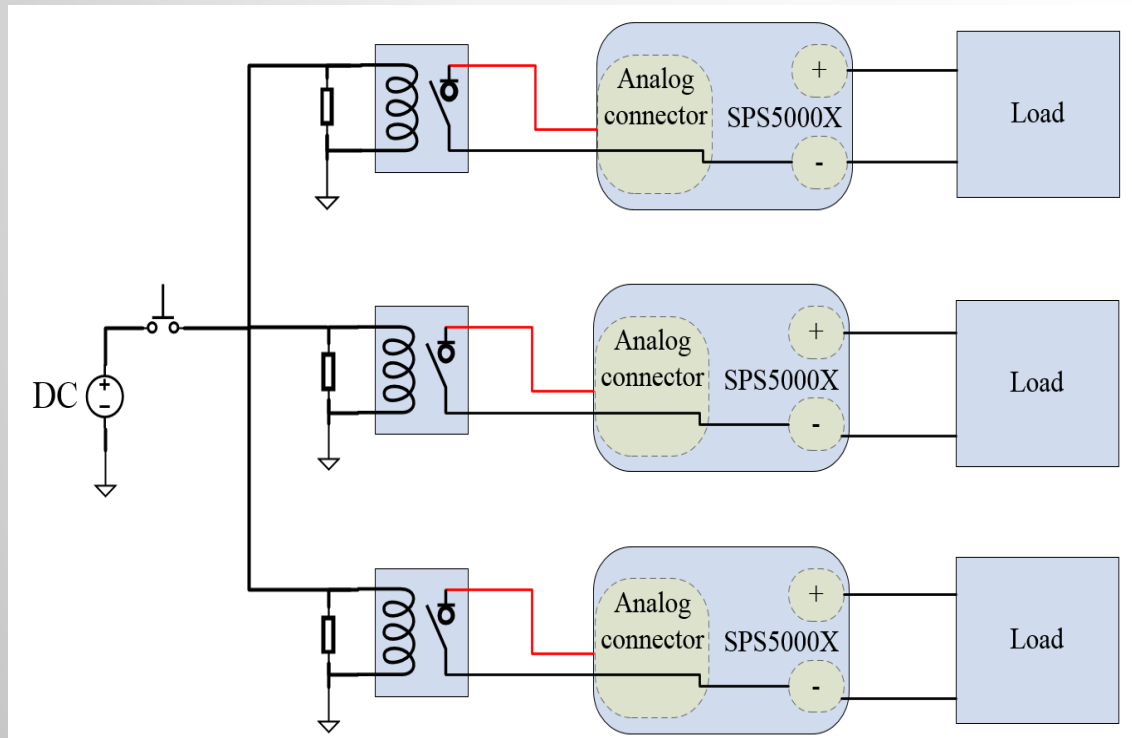 Analog
connector
SPS5000X
+
-
Load
DC
+
-
Analog
connector
SPS5000X
+
-
Load
Analog
connector
SPS5000X
+
-
Load